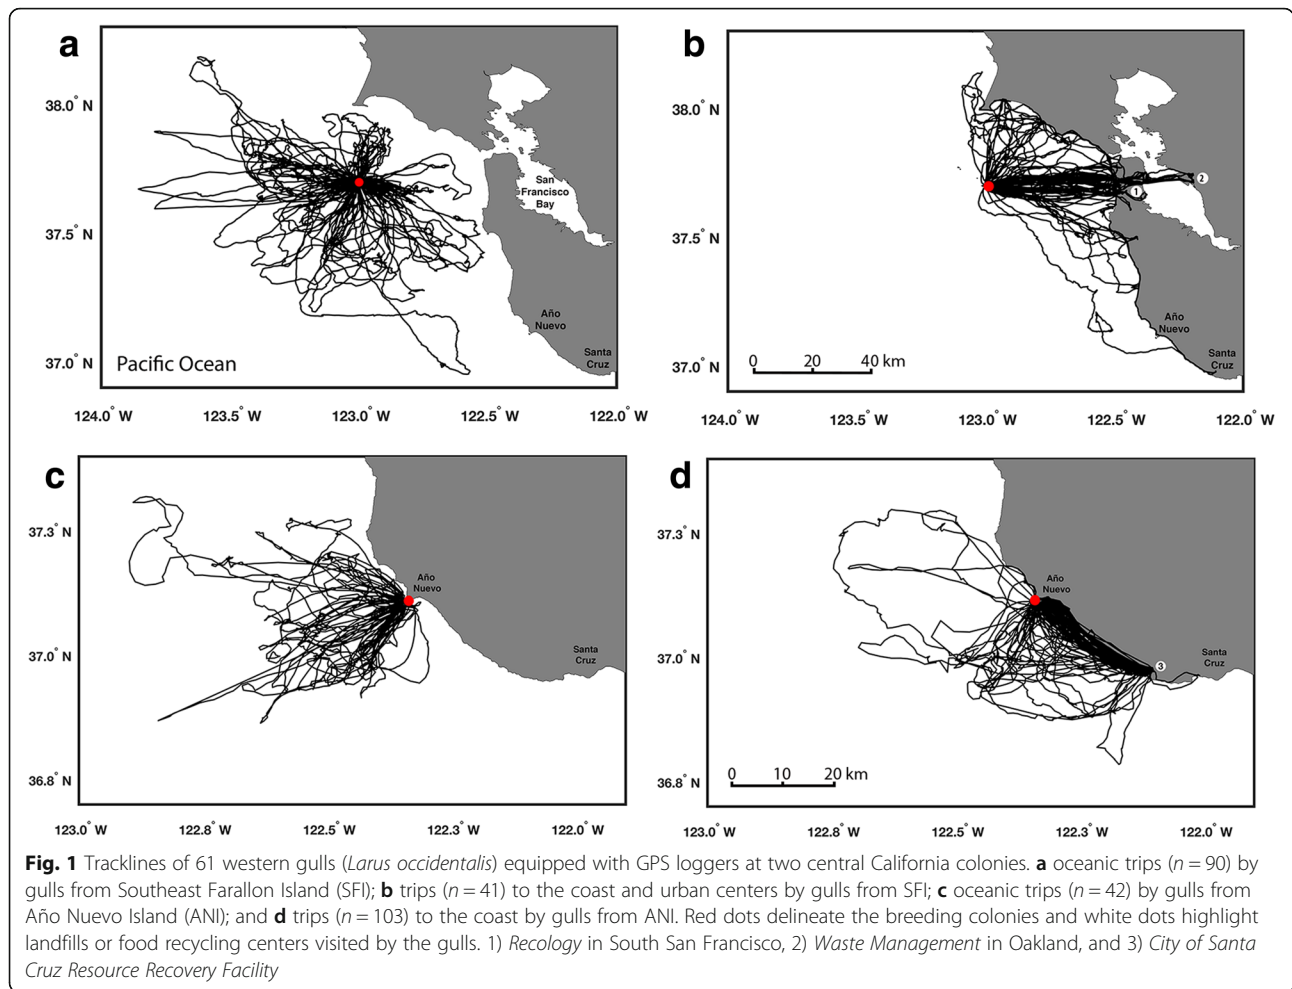 a
38.0° N
37.5° N
37.0° N
San
Francisco
Bay
Año
Nuevo
Santa
Cruz
Pacific Ocean
124.0° W 123.5° W 123.0° W 122.5° W 122.0° W
b
38.0° N
37.5° N
37.0° N
1
2
Año
Nuevo
Santa
Cruz
0 20 40 km
124.0° W 123.5° W 123.0° W 122.5° W 122.0° W
c
37.3° N
37.0° N
36.8° N
Año
Nuevo
Santa
Cruz
123.0° W 122.8° W 122.5° W 122.3° W 122.0° W
d
37.3° N
37.0° N
36.8° N
Año
Nuevo
3
Santa
Cruz
0 10 20 km
123.0° W 122.8° W 122.5° W 122.3° W 122.0° W
Fig. 1 Tracklines of 61 western gulls (Larus occidentalis) equipped with GPS loggers at two central California colonies. a oceanic trips (n = 90) by
gulls from Southeast Farallon Island (SFI); b trips (n = 41) to the coast and urban centers by gulls from SFI; c oceanic trips (n = 42) by gulls from
Año Nuevo Island (ANI); and d trips (n = 103) to the coast by gulls from ANI. Red dots delineate the breeding colonies and white dots highlight
landfills or food recycling centers visited by the gulls. 1) Recology in South San Francisco, 2) Waste Management in Oakland, and 3) City of Santa
Cruz Resource Recovery Facility